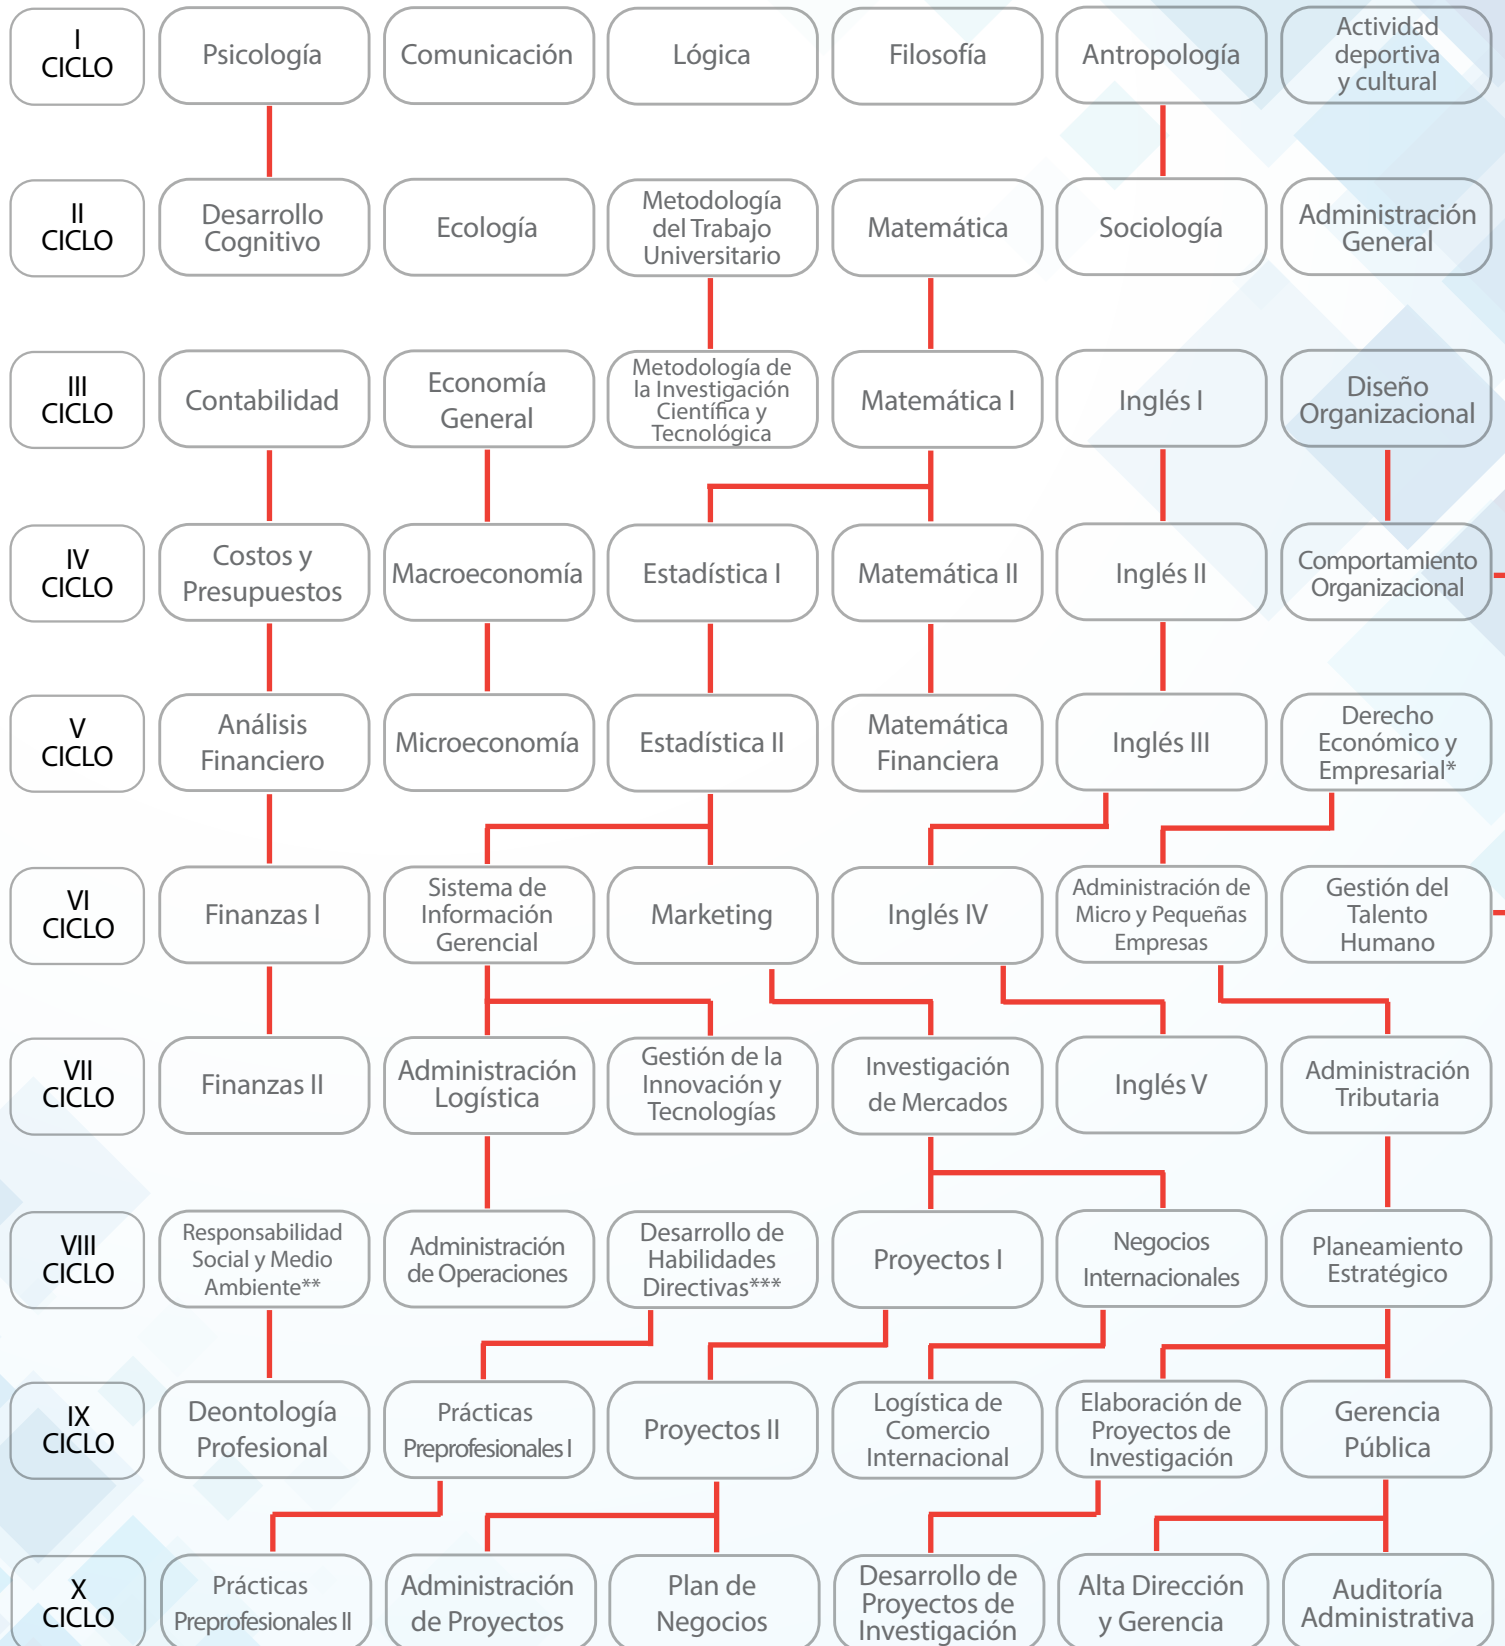 I
CICLO
Psicología
Comunicación
Lógica
Filosofía
Antropología
Actividad
deportiva
y cultural
II
CICLO
Desarrollo
Cognitivo
Ecología
Metodología
del Trabajo
Universitario
Matemática
Sociología
Administración
General
III
CICLO
Contabilidad
Economía
General
Metodología de
la Investigación
Científica y
Tecnológica
Matemática I
Inglés I
Diseño
Organizacional
IV
CICLO
Costos y
Presupuestos
Macroeconomía
Estadística I
Matemática II
Inglés II
Comportamiento
Organizacional
V
CICLO
Análisis
Financiero
Microeconomía
Estadística II
Matemática
Financiera
Inglés III
Derecho
Económico y
Empresarial*
VI
CICLO
Finanzas I
Sistema de
Información
Gerencial
Marketing
Inglés IV
Administración de
Micro y Pequeñas
Empresas
Gestión del
Talento
Humano
VII
CICLO
Finanzas II
Administración
Logística
Gestión de la
Innovación y
Tecnologías
Investigación
de Mercados
Inglés V
Administración
Tributaria
VIII
CICLO
Responsabilidad
Social y Medio
Ambiente**
Administración
de Operaciones
Desarrollo de
Habilidades
Directivas***
Proyectos I
Negocios
Internacionales
Planeamiento
Estratégico
IX
CICLO
Deontología
Profesional
Prácticas
Preprofesionales I
Proyectos II
Logística de
Comercio
Internacional
Elaboración de
Proyectos de
Investigación
Gerencia
Pública
X
CICLO
Prácticas
Preprofesionales II
Administración
de Proyectos
Plan de
Negocios
Desarrollo de
Proyectos de
Investigación
Alta Dirección
y Gerencia
Auditoría
Administrativa